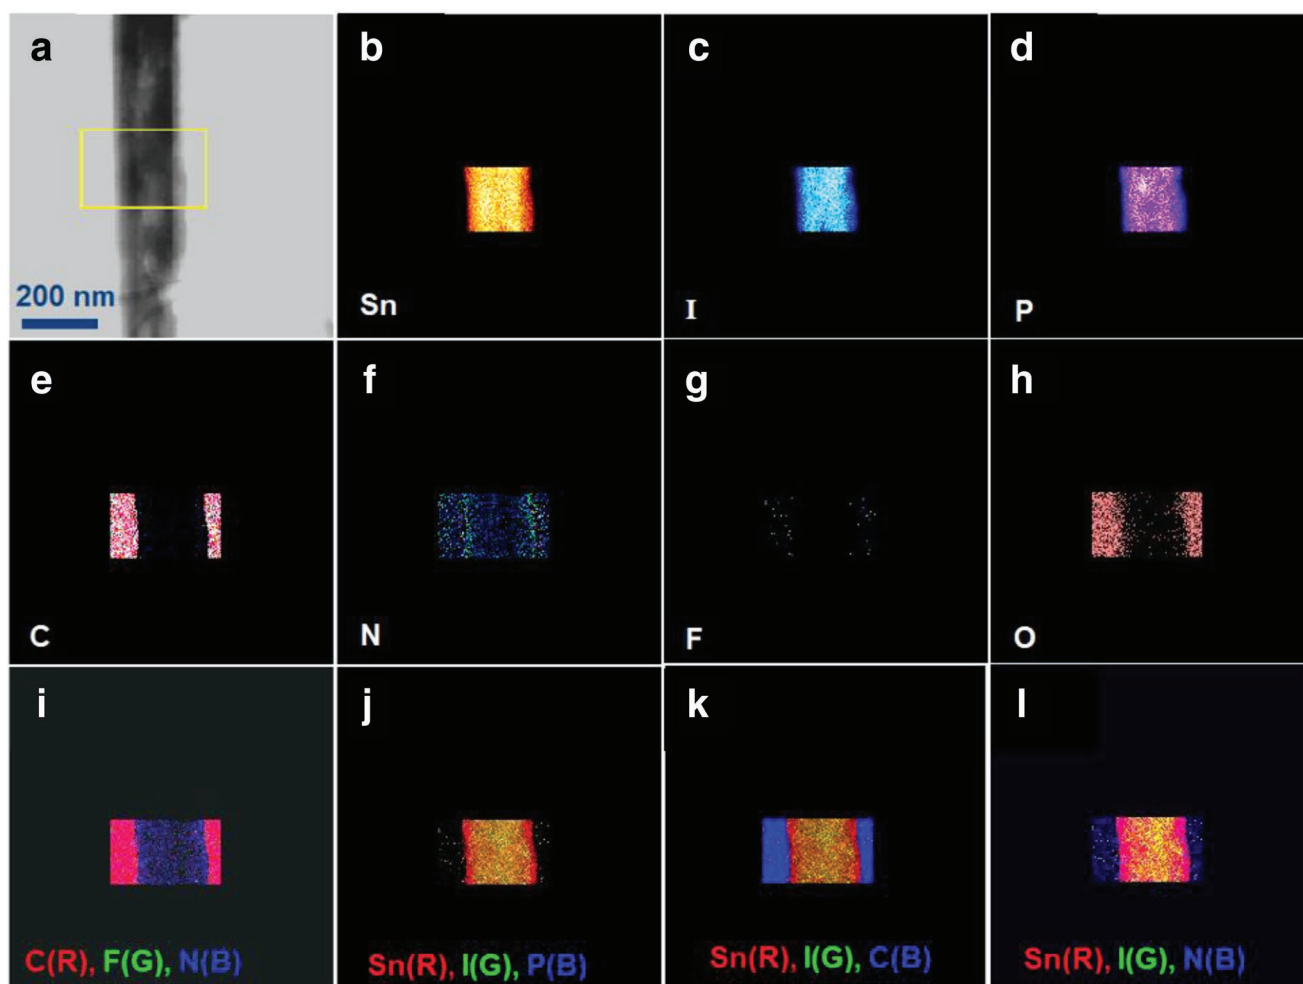 a
b
c
d
200 nm
Sn
I
P
e
f
g
h
C
N
F
O
i
j
k
l
C(R), F(G), N(B)
Sn(R), I(G), P(B)
Sn(R), I(G), C(B)
Sn(R), I(G), N(B)